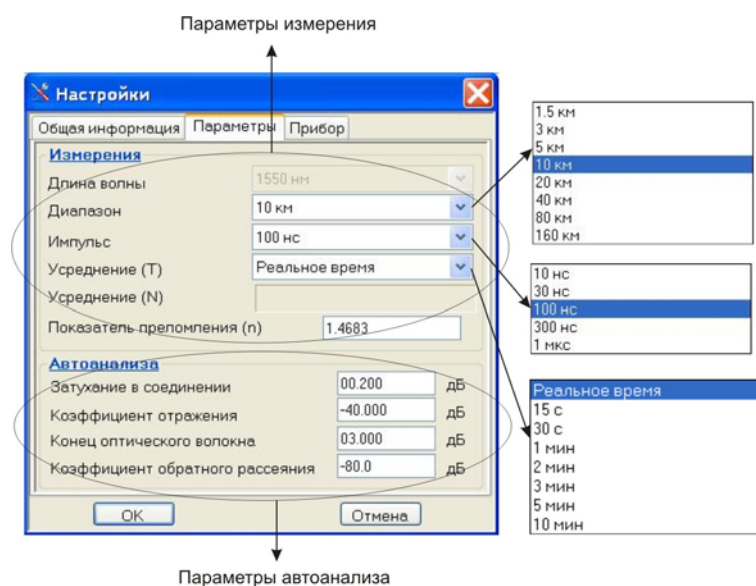 Параметры измерения
Настройки
Общая информация Параметры Прибор
Измерения
Длина волны 1550 нм
Диапазон 10 км
Импульс 100 нс
Усреднение (T) Реальное время
Усреднение (N)
Показатель преломления (n) 1.4683
Автоанализа
Затухание в соединении 00.200 дБ
Коэффициент отражения -40.000 дБ
Конец оптического волокна 03.000 дБ
Коэффициент обратного рассеяния -80.0 дБ
OK Отмена
1.5 км
3 км
5 км
10 км
20 км
40 км
80 км
160 км
10 нс
30 нс
100 нс
300 нс
1 мкс
Реальное время
15 с
30 с
1 мин
2 мин
3 мин
5 мин
10 мин
Параметры автоанализа